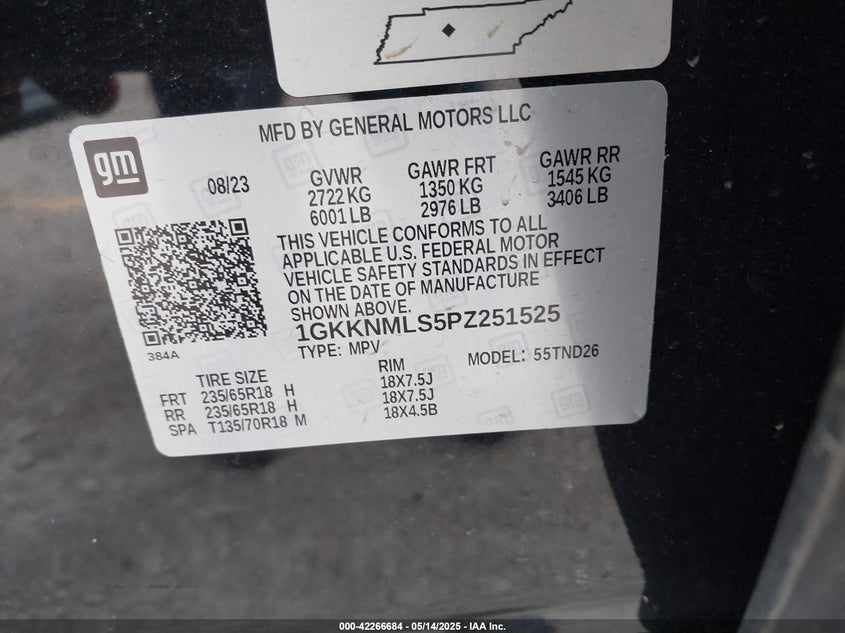 MFD BY GENERAL MOTORS LLC
gm
08/23
GVWR
2722 KG
6001 LB
GAWR FRT
1350 KG
2976 LB
GAWR RR
1545 KG
3406 LB
THIS VEHICLE CONFORMS TO ALL
APPLICABLE U.S. FEDERAL MOTOR
VEHICLE SAFETY STANDARDS IN EFFECT
ON THE DATE OF MANUFACTURE
SHOWN ABOVE.
1GKKNMLS5PZ251525
384A
TYPE: MPV
MODEL: 55TND26
TIRE SIZE RIM
FRT 235/65R18 H 18X7.5J
RR 235/65R18 H 18X7.5J
SPA T135/70R18 M 18X4.5B
000-42266684 / 05/14/2025 - IAA Inc.